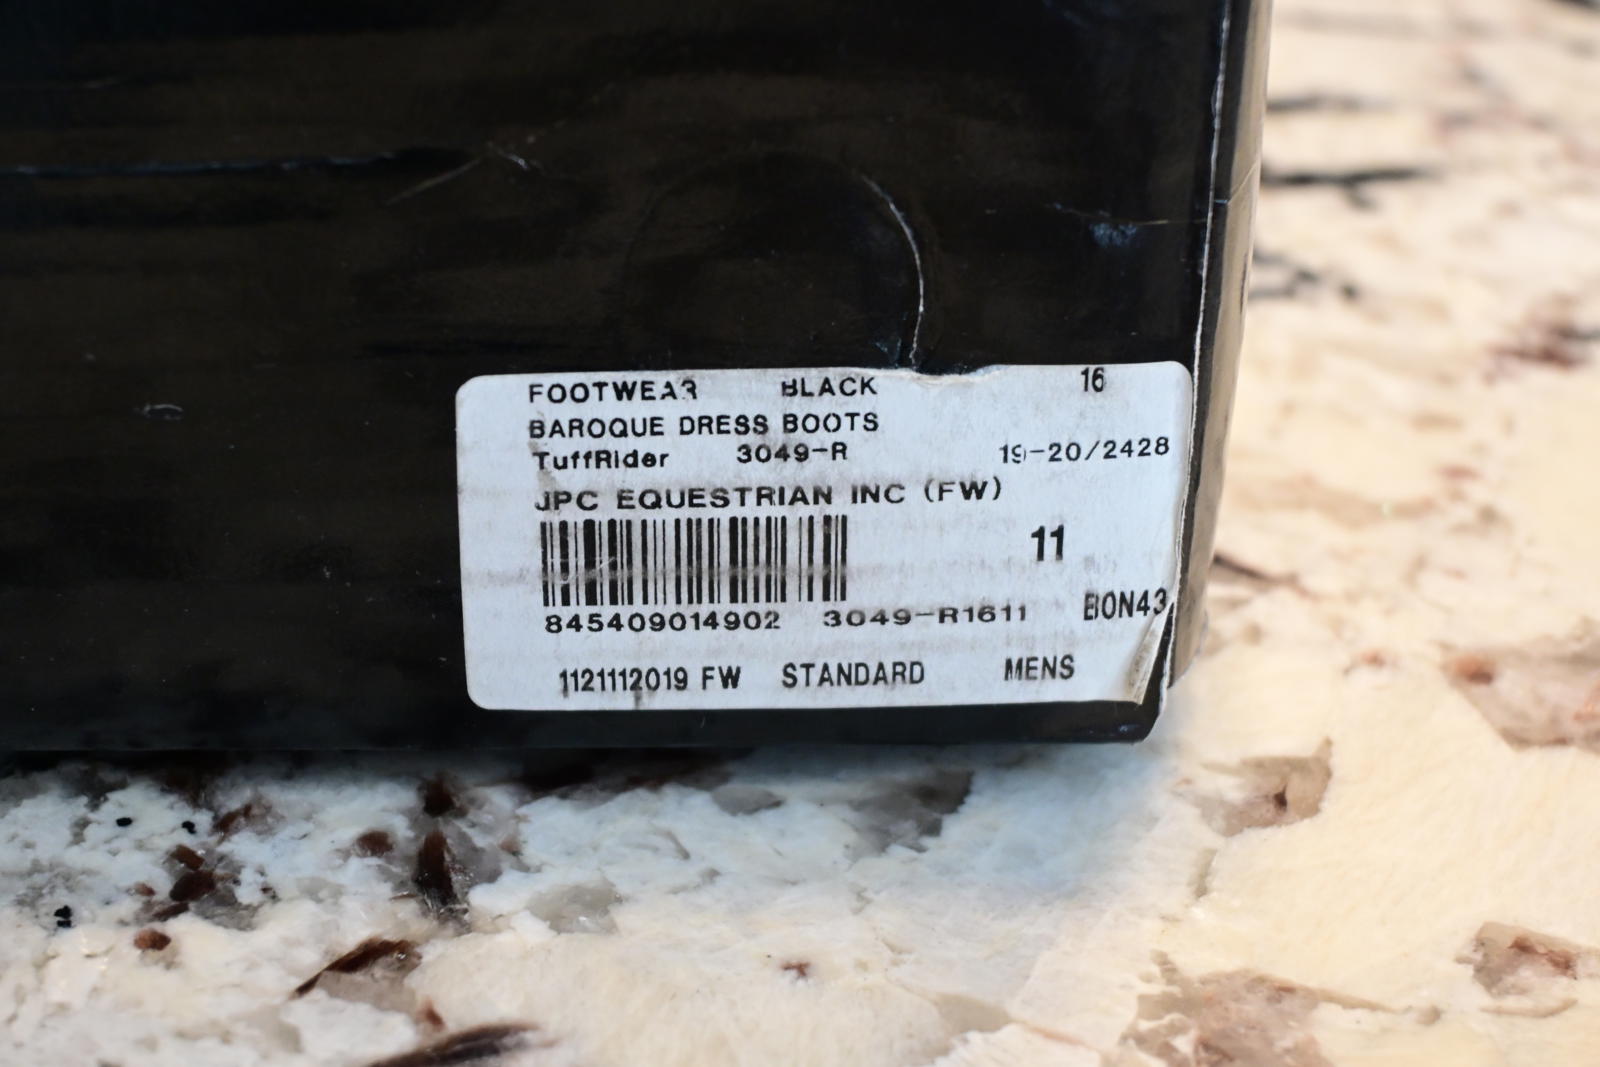 FOOTWEAR BLACK 16
BAROQUE DRESS BOOTS
TuffRider 3049-R 19-20/2428
JPC EQUESTRIAN INC (FW)
11
845409014902 3049-R1611 BON43
1121112019 FW STANDARD MENS